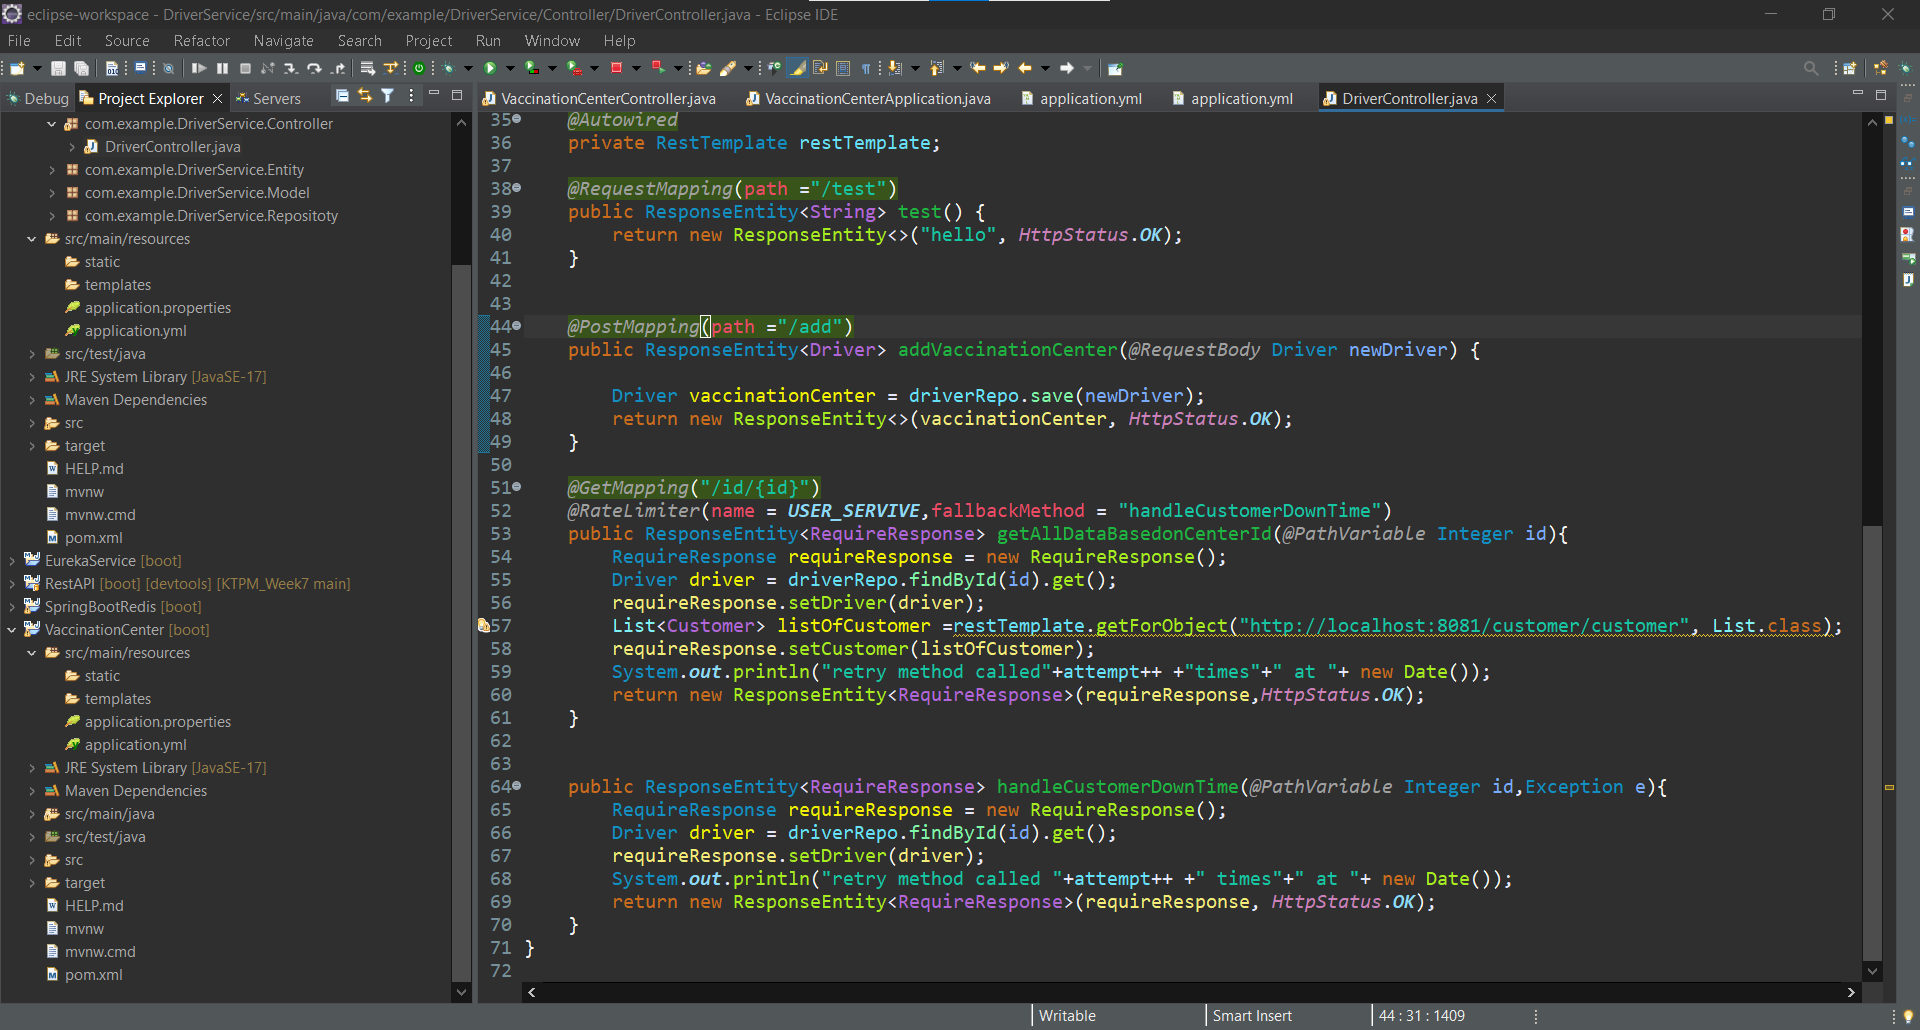 eclipse-workspace - DriverService/src/main/java/com/example/DriverService/Controller/DriverController.java - Eclipse IDE
File Edit Source Refactor Navigate Search Project Run Window Help
Debug Project Explorer Servers
com.example.DriverService.Controller
DriverController.java
com.example.DriverService.Entity
com.example.DriverService.Model
com.example.DriverService.Repositoty
src/main/resources
static
templates
application.properties
application.yml
src/test/java
JRE System Library [JavaSE-17]
Maven Dependencies
src
target
HELP.md
mvnw
mvnw.cmd
pom.xml
EurekaService [boot]
RestAPI [boot] [devtools] [KTPM_Week7 main]
SpringBootRedis [boot]
VaccinationCenter [boot]
src/main/resources
static
templates
application.properties
application.yml
JRE System Library [JavaSE-17]
Maven Dependencies
src/main/java
src/test/java
src
target
HELP.md
mvnw
mvnw.cmd
pom.xml
VaccinationCenterController.java VaccinationCenterApplication.java application.yml application.yml DriverController.java
35 @Autowired
36 private RestTemplate restTemplate;
37
38 @RequestMapping(path ="/test")
39 public ResponseEntity<String> test() {
40 return new ResponseEntity<>("hello", HttpStatus.OK);
41 }
42
43
44 @PostMapping(path ="/add")
45 public ResponseEntity<Driver> addVaccinationCenter(@RequestBody Driver newDriver) {
46
47 Driver vaccinationCenter = driverRepo.save(newDriver);
48 return new ResponseEntity<>(vaccinationCenter, HttpStatus.OK);
49 }
50
51 @GetMapping("/id/{id}")
52 @RateLimiter(name = USER_SERVIVE,fallbackMethod = "handleCustomerDownTime")
53 public ResponseEntity<RequireResponse> getAllDataBasedonCenterId(@PathVariable Integer id){
54 RequireResponse requireResponse = new RequireResponse();
55 Driver driver = driverRepo.findById(id).get();
56 requireResponse.setDriver(driver);
57 List<Customer> listOfCustomer =restTemplate.getForObject("http://localhost:8081/customer/customer", List.class);
58 requireResponse.setCustomer(listOfCustomer);
59 System.out.println("retry method called"+attempt++ +"times"+" at "+ new Date());
60 return new ResponseEntity<RequireResponse>(requireResponse,HttpStatus.OK);
61 }
62
63
64 public ResponseEntity<RequireResponse> handleCustomerDownTime(@PathVariable Integer id,Exception e){
65 RequireResponse requireResponse = new RequireResponse();
66 Driver driver = driverRepo.findById(id).get();
67 requireResponse.setDriver(driver);
68 System.out.println("retry method called "+attempt++ +" times"+" at "+ new Date());
69 return new ResponseEntity<RequireResponse>(requireResponse, HttpStatus.OK);
70 }
71 }
72
Writable Smart Insert 44 : 31 : 1409